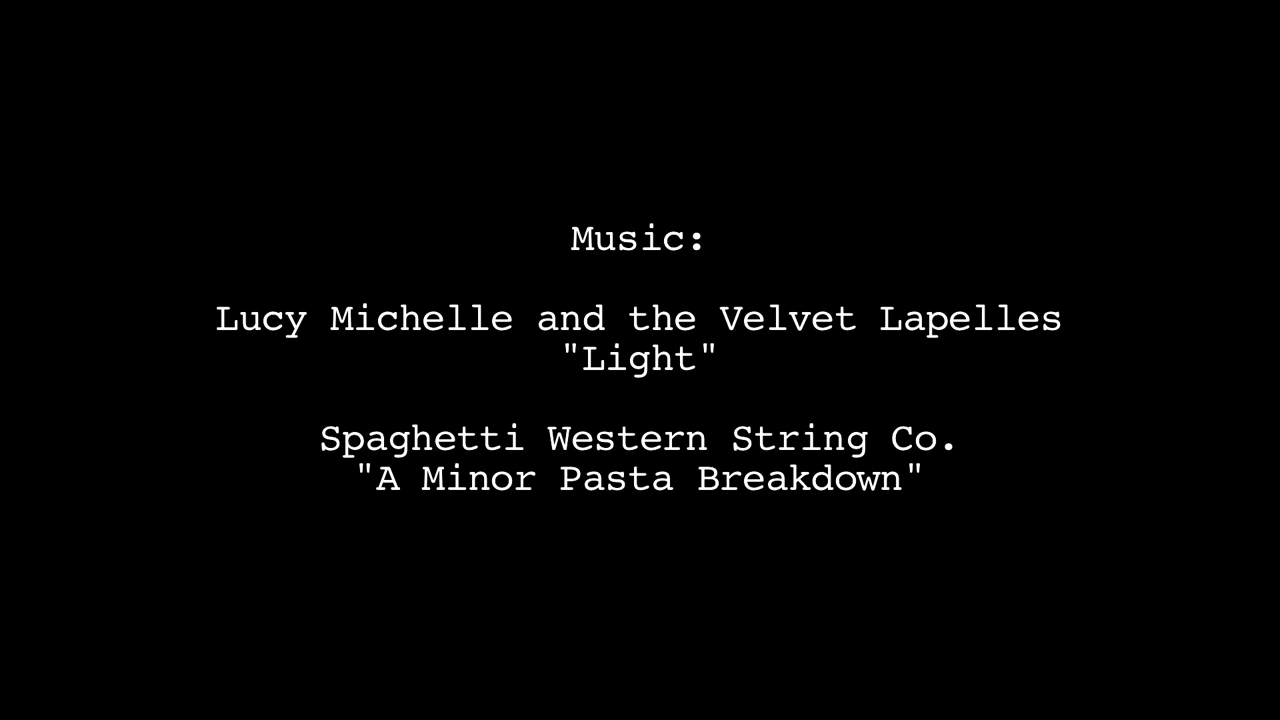 Music:
Lucy Michelle and the Velvet Lapelles
"Light"
Spaghetti Western String Co.
"A Minor Pasta Breakdown"